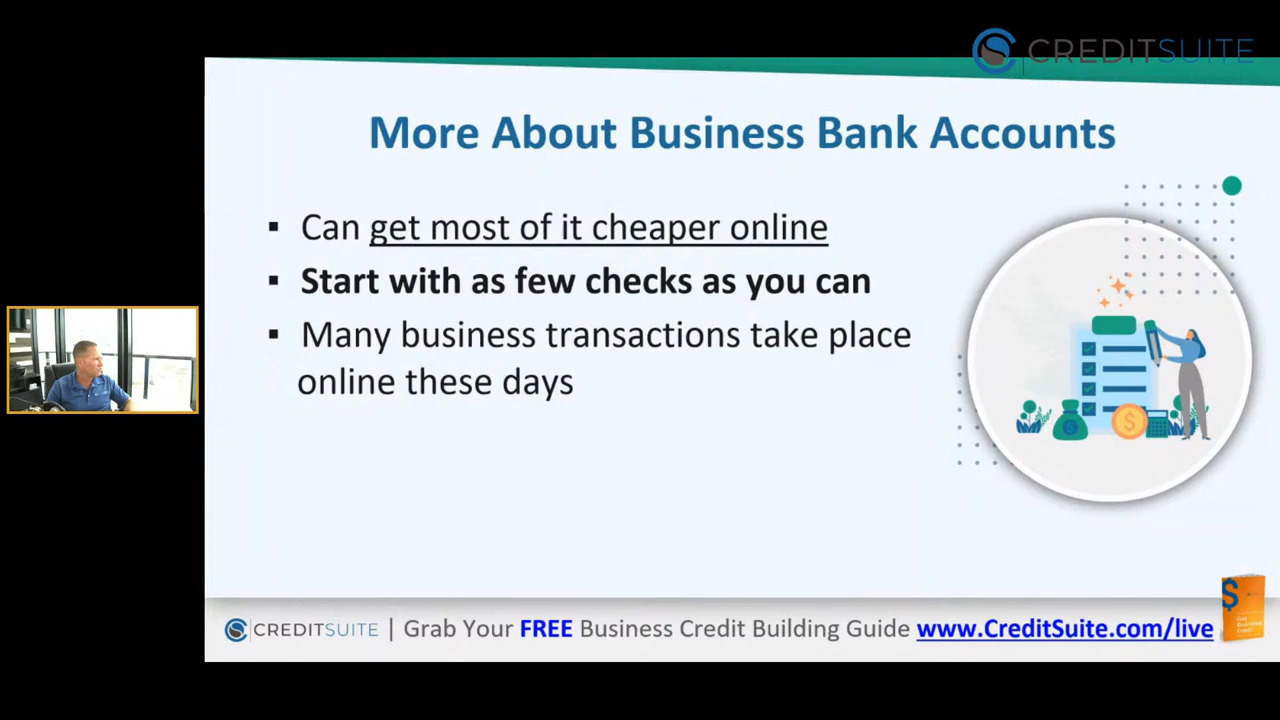 CREDITSUITE
More About Business Bank Accounts
▪ Can get most of it cheaper online
▪ Start with as few checks as you can
▪ Many business transactions take place
online these days
CREDITSUITE | Grab Your FREE Business Credit Building Guide www.CreditSuite.com/live